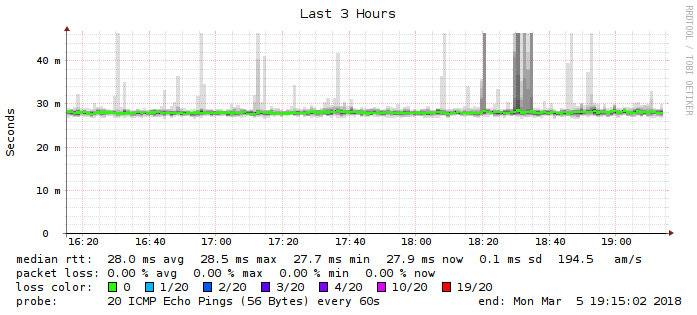 Last 3 Hours
RRDTOOL / TOBI OETIKER
Seconds
40 m
30 m
20 m
10 m
0
16:20 16:40 17:00 17:20 17:40 18:00 18:20 18:40 19:00
median rtt: 28.0 ms avg 28.5 ms max 27.7 ms min 27.9 ms now 0.1 ms sd 194.5 am/s
packet loss: 0.00 % avg 0.00 % max 0.00 % min 0.00 % now
loss color: 0 1/20 2/20 3/20 4/20 10/20 19/20
probe: 20 ICMP Echo Pings (56 Bytes) every 60s end: Mon Mar 5 19:15:02 2018